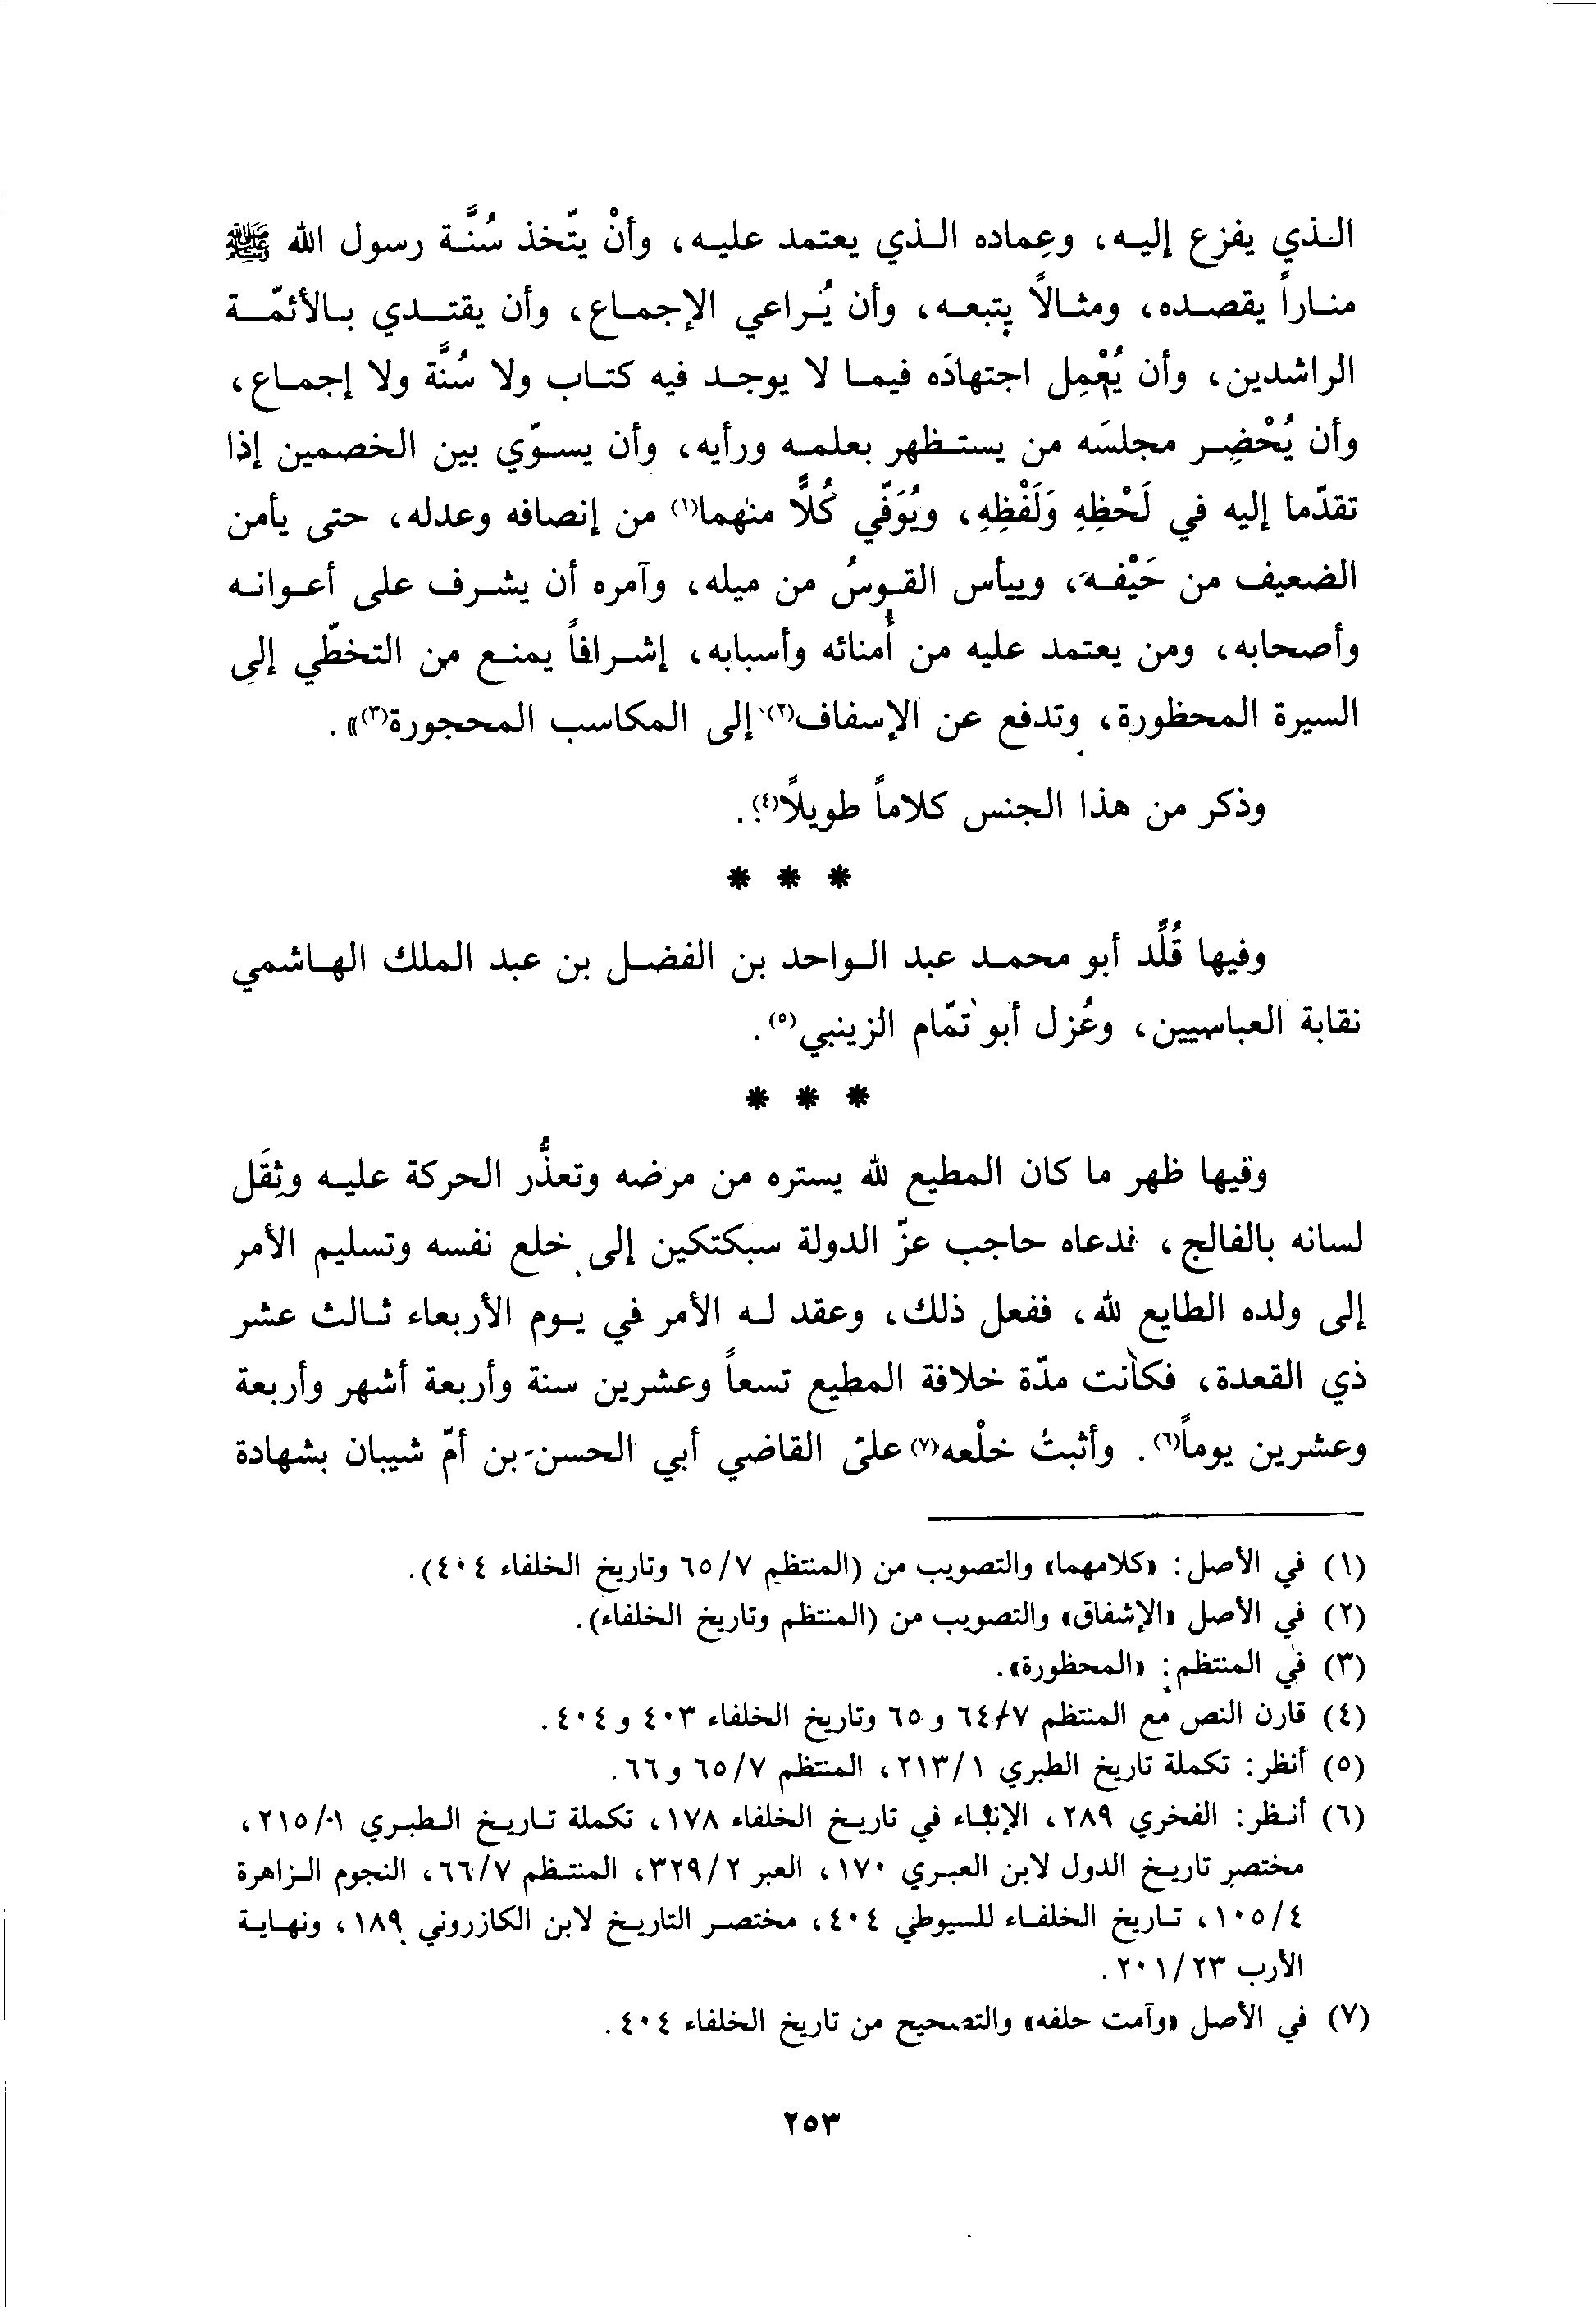 الذي يفزع إليه، وعِماده الذي يعتمد عليه، وأنْ يتّخذ سُنَّة رسول الله ﷺ
مناراً يقصده، ومثالاً يتبعه، وأن يُراعي الإجماع، وأن يقتدي بالأئمّة
الراشدين، وأن يُعْمِل اجتهادَه فيما لا يوجد فيه كتاب ولا سُنَّة ولا إجماع،
وأن يُحْضِر مجلسَه من يستظهر بعلمه ورأيه، وأن يسوّي بين الخصمين إذا
تقدّما إليه في لَحْظِهِ وَلَفْظِهِ، ويُوَفّي كُلًّا منهما(١) من إنصافه وعدله، حتى يأمن
الضعيف من حَيْفه، وييأس القوسُ من ميله، وآمره أن يشرف على أعوانه
وأصحابه، ومن يعتمد عليه من أُمنائه وأسبابه، إشرافاً يمنع من التخطّي إلى
السيرة المحظورة، وتدفع عن الإسفاف(٢) إلى المكاسب المحجورة(٣)».
وذكر من هذا الجنس كلاماً طويلاً(٤).
* * *
وفيها قُلِّد أبو محمد عبد الواحد بن الفضل بن عبد الملك الهاشمي
نقابة العباسيين، وعُزل أبو تمّام الزينبي(٥).
* * *
وفيها ظهر ما كان المطيع لله يستره من مرضه وتعذُّر الحركة عليه وثِقَل
لسانه بالفالج، فدعاه حاجب عزّ الدولة سبكتكين إلى خلع نفسه وتسليم الأمر
إلى ولده الطايع لله، ففعل ذلك، وعقد له الأمر في يوم الأربعاء ثالث عشر
ذي القعدة، فكانت مدّة خلافة المطيع تسعاً وعشرين سنة وأربعة أشهر وأربعة
وعشرين يوماً(٦). وأثبتُ خلْعه(٧) على القاضي أبي الحسن بن أمّ شيبان بشهادة
(١) في الأصل: «كلامهما» والتصويب من (المنتظم ٦٥/٧ وتاريخ الخلفاء ٤٠٤).
(٢) في الأصل «الإشفاق» والتصويب من (المنتظم وتاريخ الخلفاء).
(٣) في المنتظم: «المحظورة».
(٤) قارن النص مع المنتظم ٦٤/٧ و ٦٥ وتاريخ الخلفاء ٤٠٣ و ٤٠٤.
(٥) أنظر: تكملة تاريخ الطبري ٢١٣/١، المنتظم ٦٥/٧ و ٦٦.
(٦) أنظر: الفخري ٢٨٩، الإنباء في تاريخ الخلفاء ١٧٨، تكملة تاريخ الطبري ٢١٥/١،
مختصر تاريخ الدول لابن العبري ١٧٠، العبر ٣٢٩/٢، المنتظم ٦٦/٧، النجوم الزاهرة
١٠٥/٤، تاريخ الخلفاء للسيوطي ٤٠٤، مختصر التاريخ لابن الكازروني ١٨٩، ونهاية
الأرب ٢٠١/٢٣.
(٧) في الأصل «وآمت حلفه» والتصحيح من تاريخ الخلفاء ٤٠٤.
٢٥٣